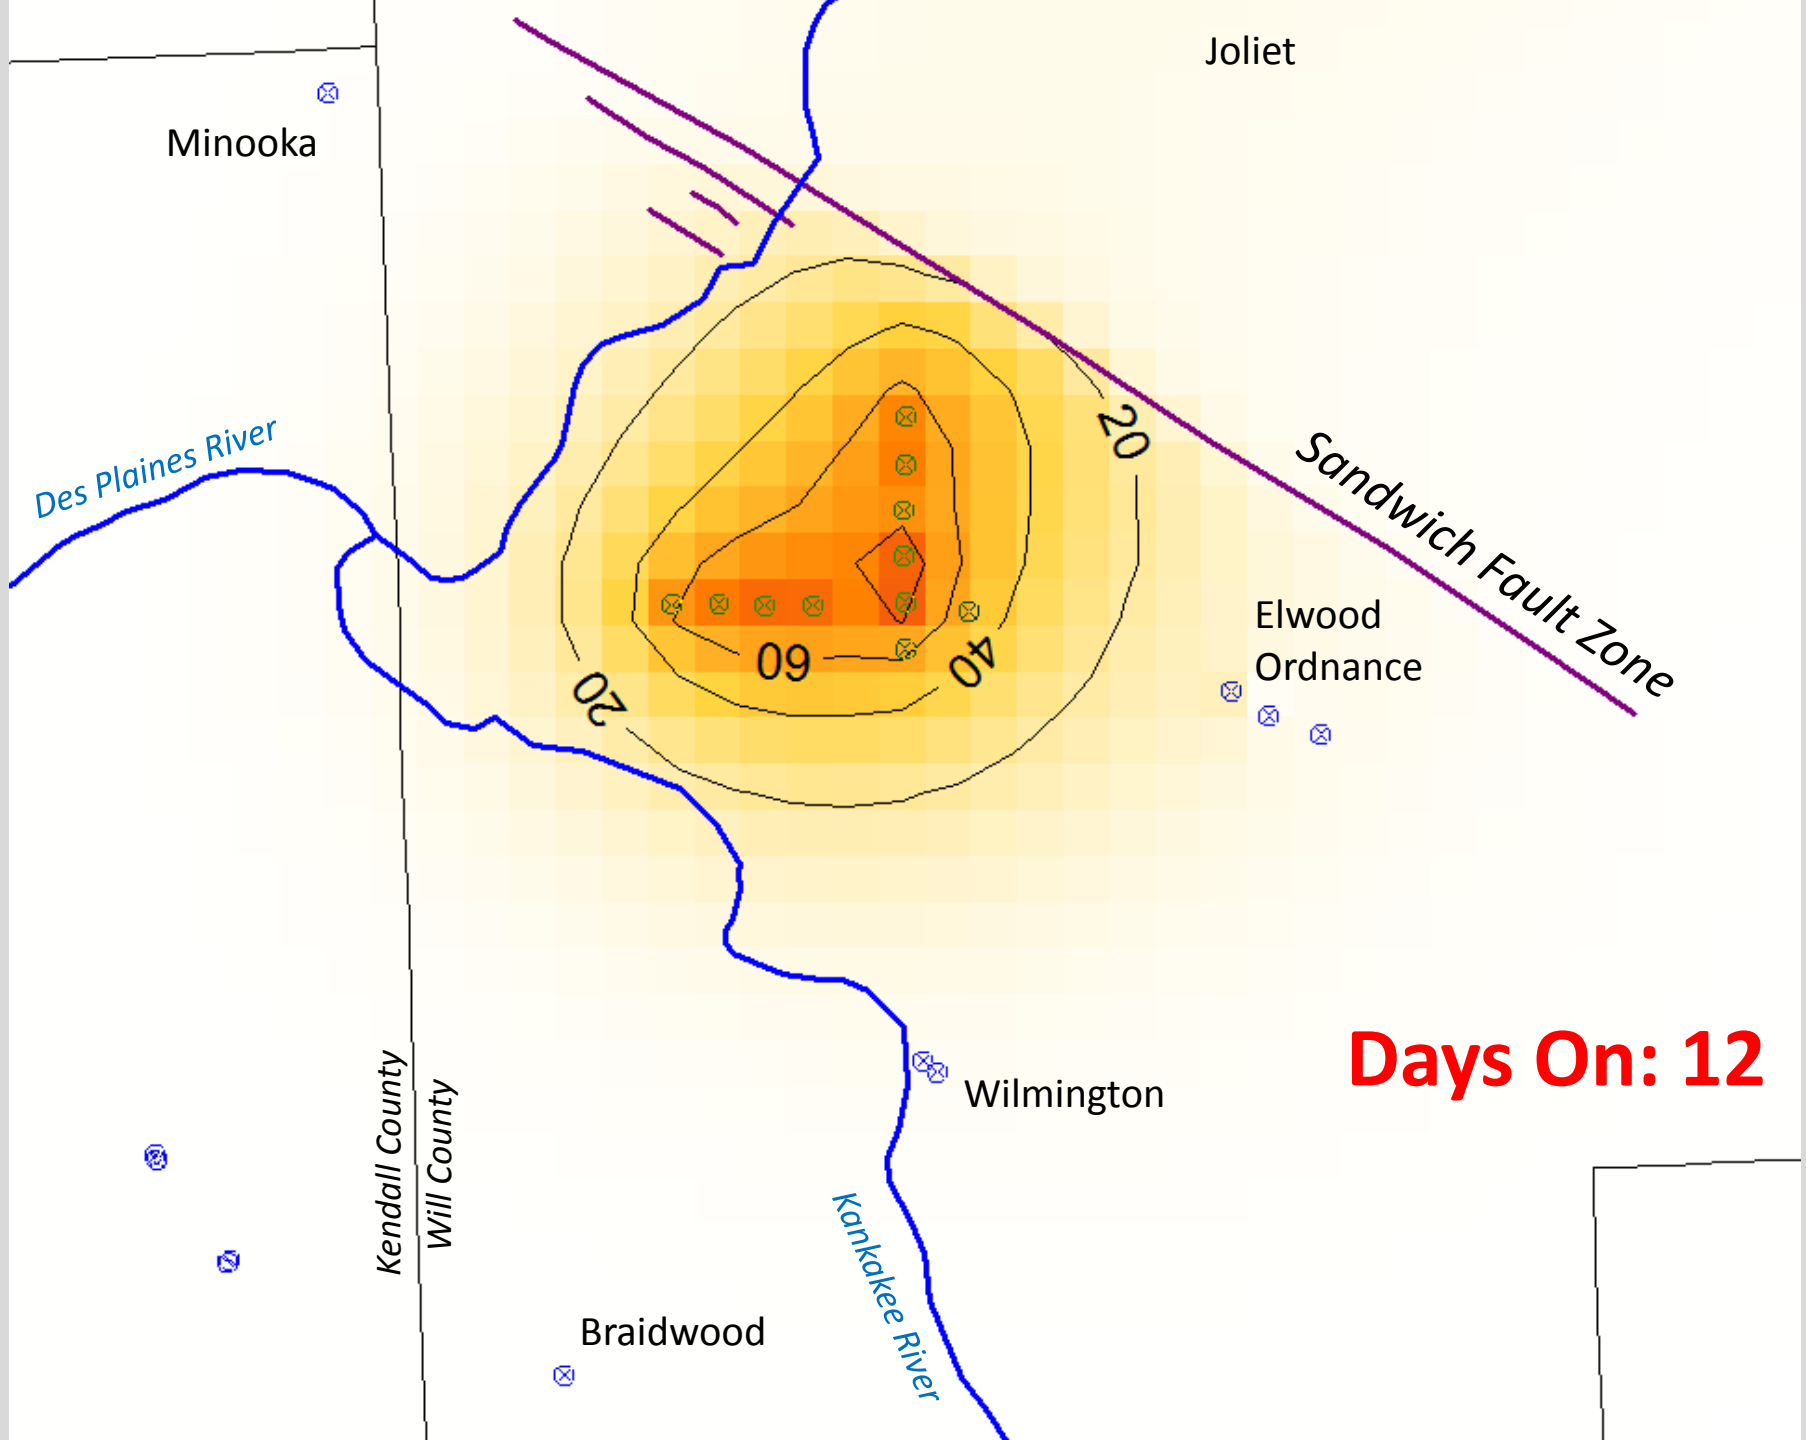 Joliet
Minooka
20
Des Plaines River
Sandwich Fault Zone
Elwood
Ordnance
60
40
20
Days On: 12
Wilmington
Kendall County
Will County
Kankakee River
Braidwood